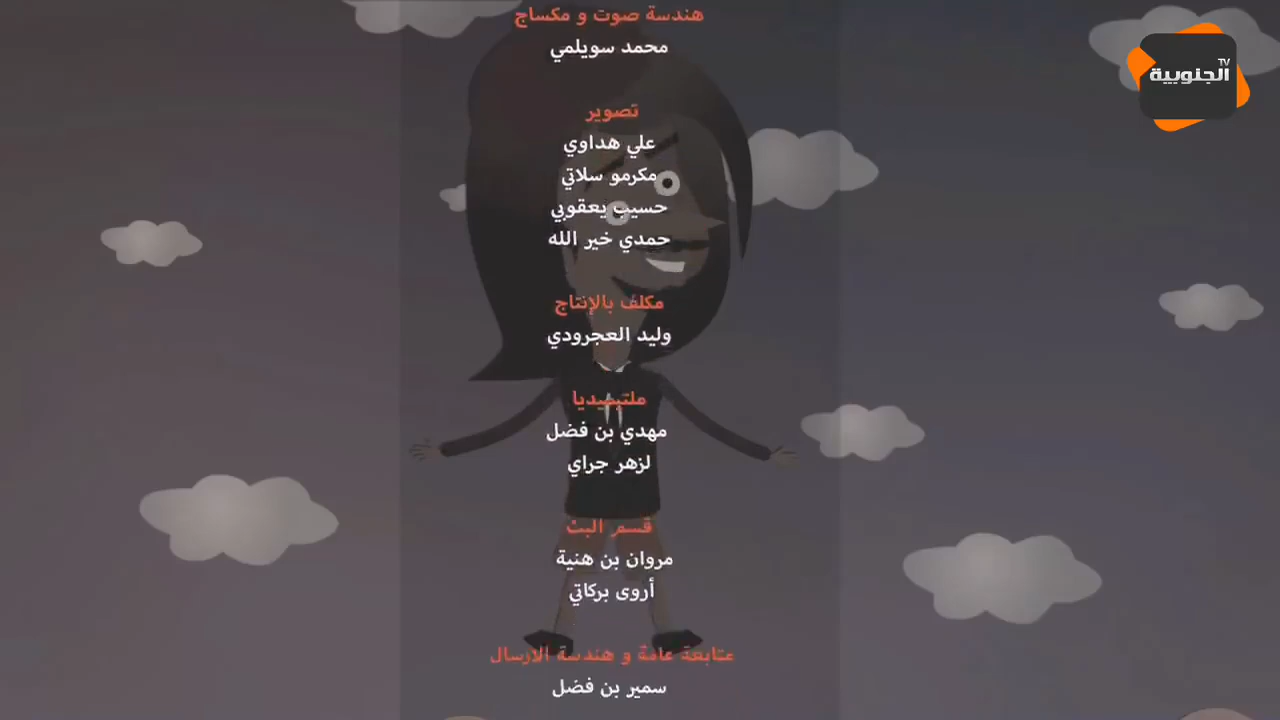 هندسة صوت و مكساج
محمد سويلمي
TV
الجنوبية
تصوير
علي هداوي
مكرمو سلاتي
حسيب يعقوبي
حمدي خير الله
مكلف بالإنتاج
وليد العجرودي
ملتيميديا
مهدي بن فضل
لزهر جراي
قسم البث
مروان بن هنية
أروى بركاتي
متابعة عامة و هندسة الارسال
سمير بن فضل